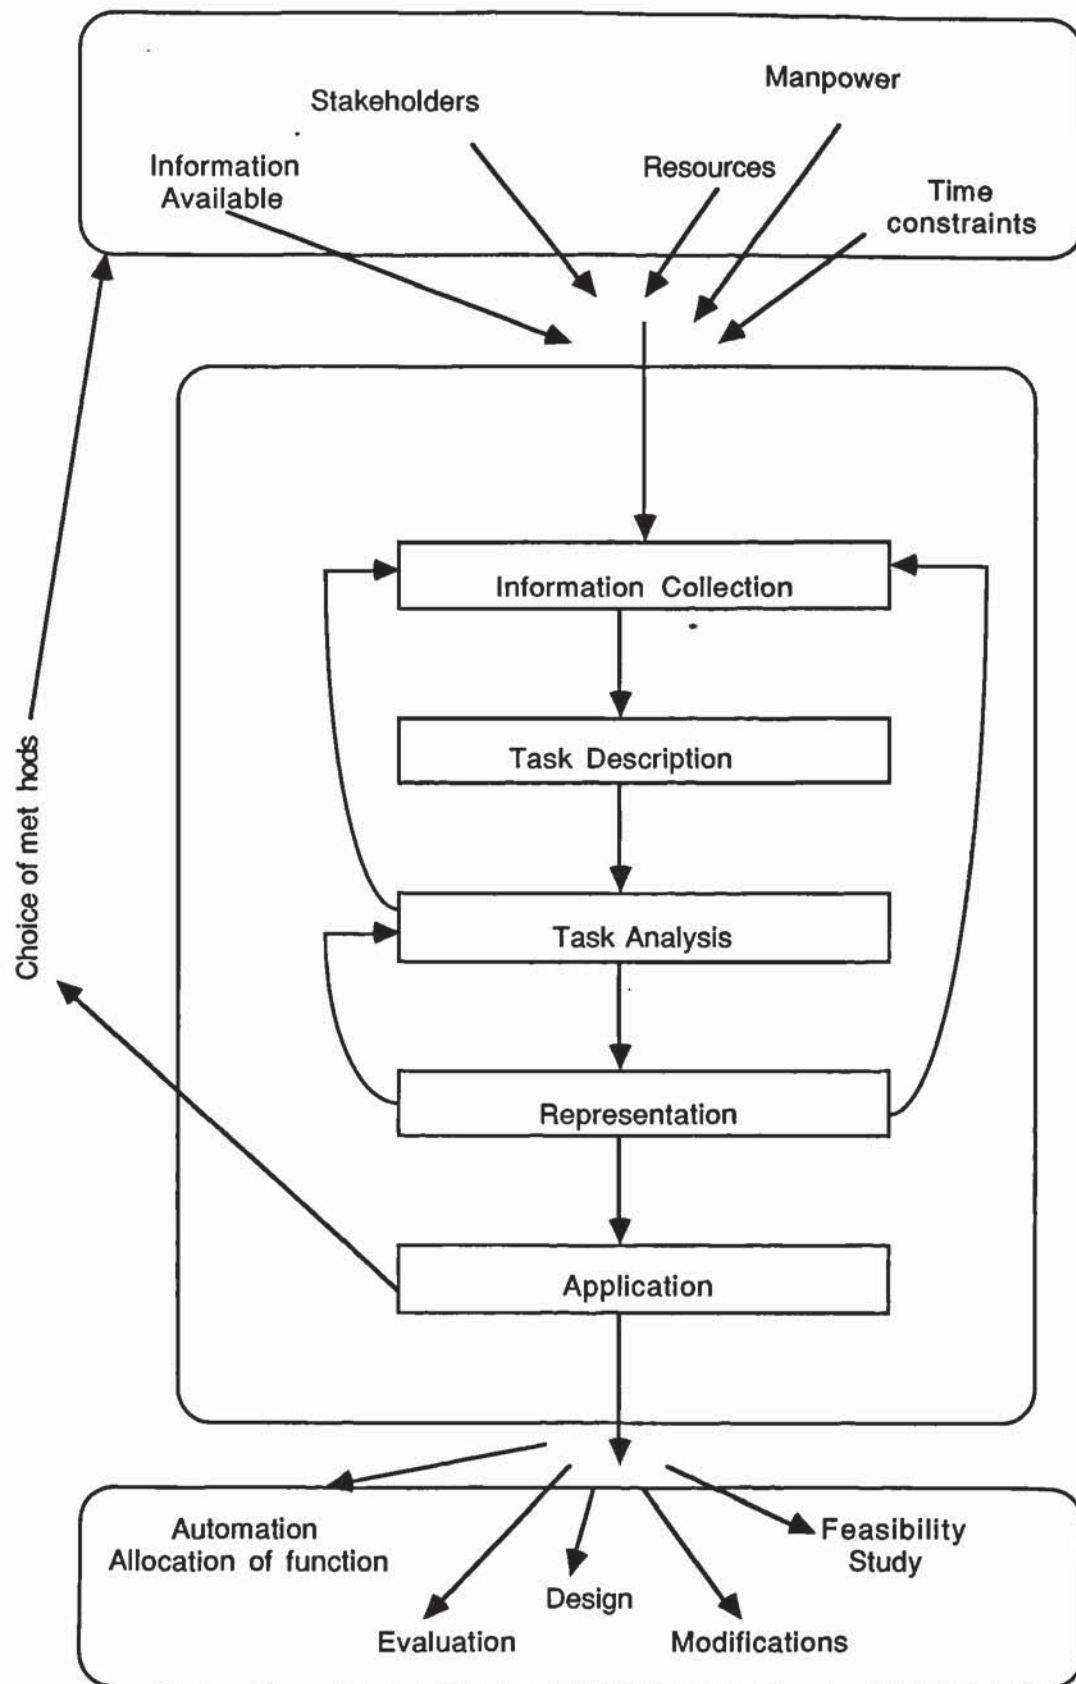 Manpower
Stakeholders
Information
Available
Resources
Time
constraints
Information Collection
Task Description
Choice of met hods
Task Analysis
Representation
Application
Automation
Allocation of function
Feasibility
Study
Design
Evaluation
Modifications